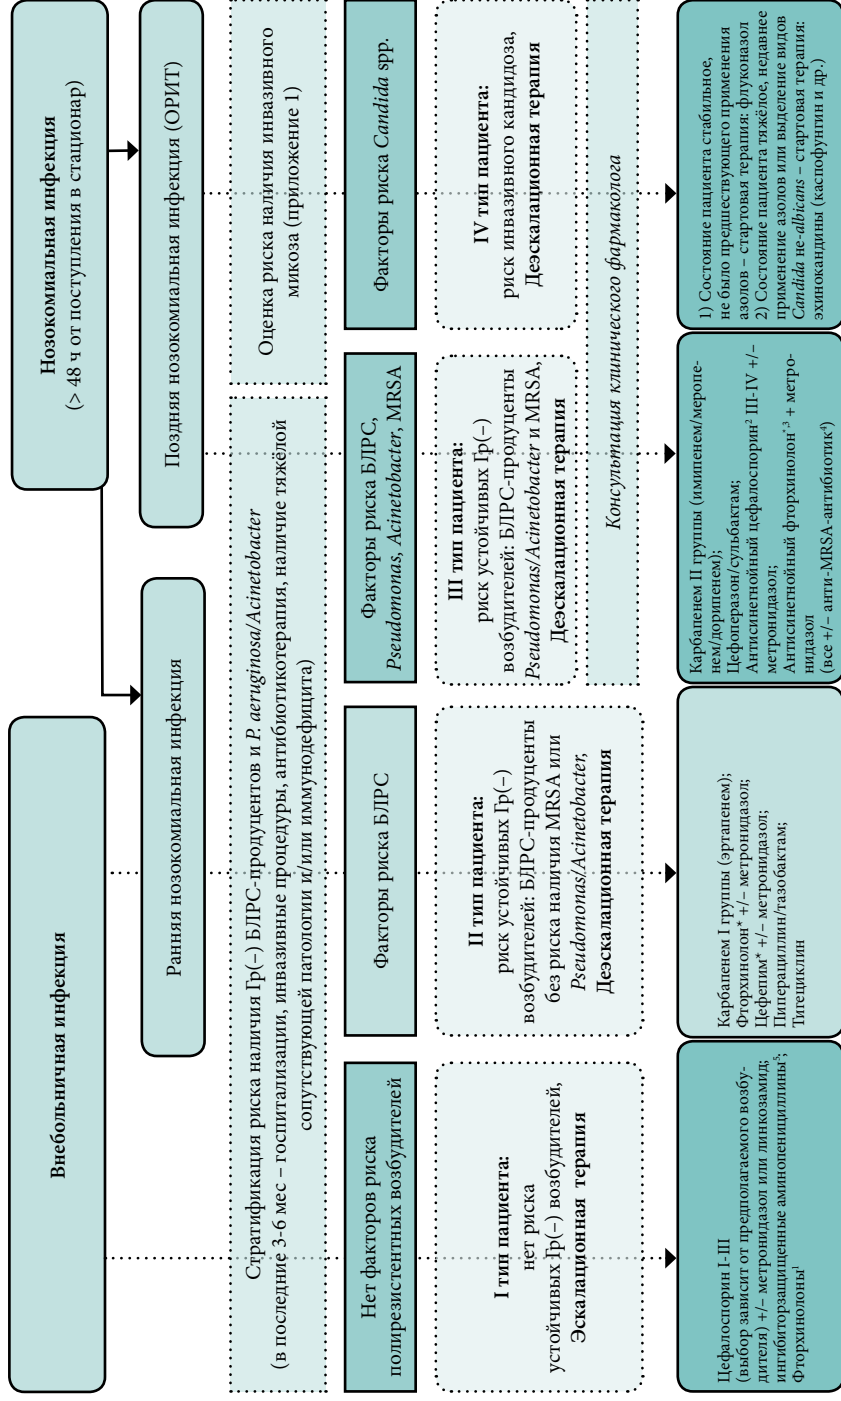 Внебольничная инфекция
Нозокомиальная инфекция
(> 48 ч от поступления в стационар)
Ранняя нозокомиальная инфекция
Поздняя нозокомиальная инфекция (ОРИТ)
Стратификация риска наличия Гр(−) БЛРС-продуцентов и P. aeruginosa/Acinetobacter
(в последние 3-6 мес – госпитализации, инвазивные процедуры, антибиотикотерапия, наличие тяжёлой
сопутствующей патологии и/или иммунодефицита)
Оценка риска наличия инвазивного
микоза (приложение 1)
Нет факторов риска
полирезистентных возбудителей
Факторы риска БЛРС
Факторы риска БЛРС,
Pseudomonas, Acinetobacter, MRSA
Факторы риска Candida spp.
I тип пациента:
нет риска
устойчивых Гр(−) возбудителей,
Эскалационная терапия
II тип пациента:
риск устойчивых Гр(−)
возбудителей: БЛРС-продуценты
без риска наличия MRSA или
Pseudomonas/Acinetobacter,
Деэскалационная терапия
III тип пациента:
риск устойчивых Гр(−)
возбудителей: БЛРС-продуценты
Pseudomonas/Acinetobacter и MRSA,
Деэскалационная терапия
IV тип пациента:
риск инвазивного кандидоза,
Деэскалационная терапия
Консультация клинического фармаколога
Цефалоспорин I-III
(выбор зависит от предполагаемого возбу-
дителя) +/− метронидазол или линкозамид;
ингибиторзащищенные аминопенициллины⁵;
Фторхинолоны¹
Карбапенем I группы (эртапенем);
Фторхинолон* +/− метронидазол;
Цефепим* +/− метронидазол;
Пиперациллин/тазобактам;
Тигециклин
Карбапенем II группы (имипенем/меропе-
нем/дорипенем);
Цефоперазон/сульбактам;
Антисинегнойный цефалоспорин² III-IV +/−
метронидазол;
Антисинегнойный фторхинолон*,³ + метро-
нидазол
(все +/− анти-MRSA-антибиотик⁴)
1) Состояние пациента стабильное,
не было предшествующего применения
азолов – стартовая терапия: флуконазол
2) Состояние пациента тяжёлое, недавнее
применение азолов или выделение видов
Candida не-albicans – стартовая терапия:
эхинокандины (каспофунгин и др.)